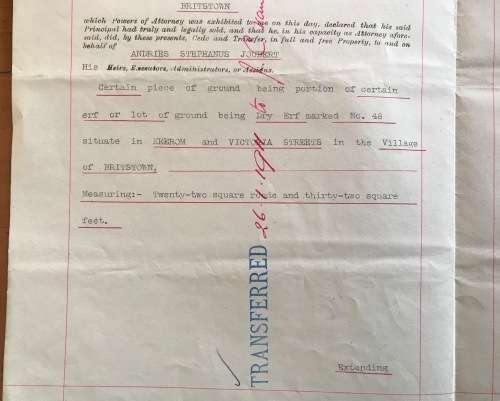 BRITSTOWN
which Powers of Attorney was exhibited to me on this day, declared that his said
Principal had truly and legally sold, and that he, in his capacity as Attorney afore-
said, did, by these presents, Cede and Transfer, in full and free Property, to and on
behalf of
ANDRIES STEPHANUS JOUBERT
His Heirs, Executors, Administrators, or Assigns.
Certain piece of ground being portion of certain
erf or lot of ground being Dry Erf marked No. 48
situate in KKEROM and VICTORIA STREETS in the Village
of BRITSTOWN,
Measuring:- Twenty-two square roods and thirty-two square
feet.
TRANSFERRED
to
Extending